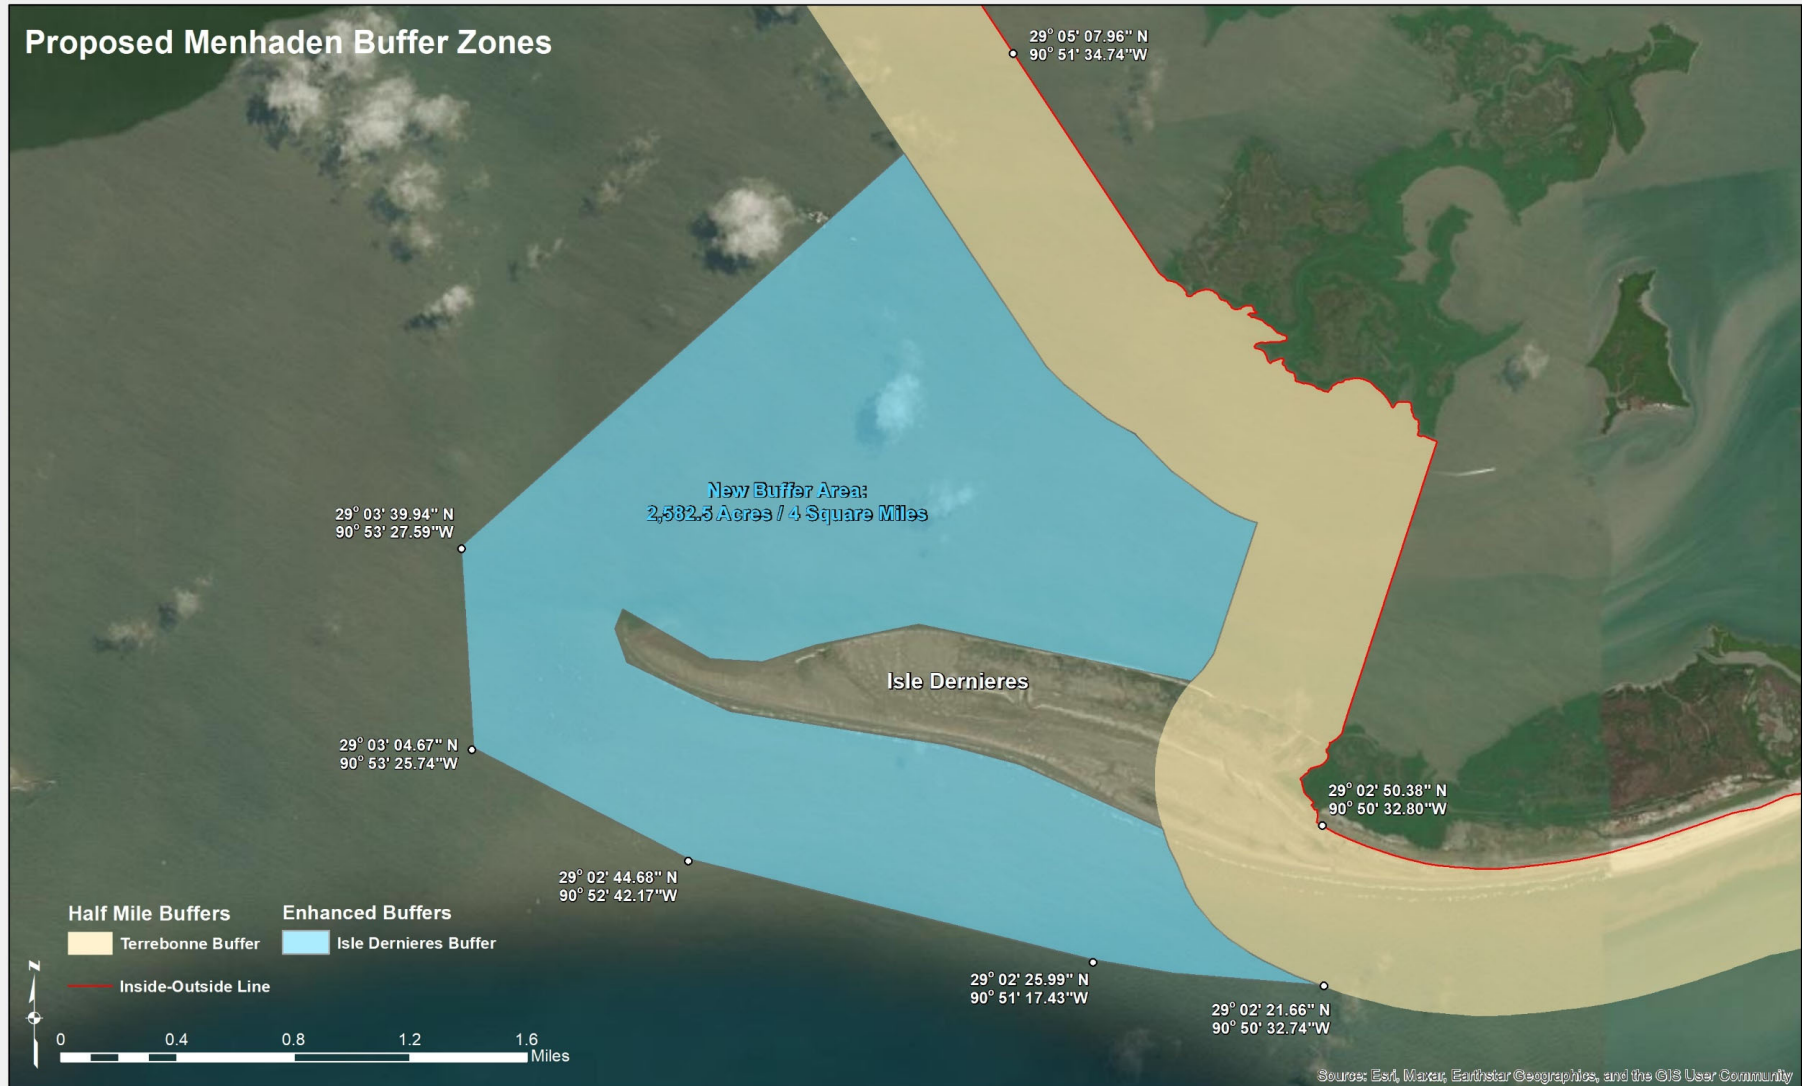 Proposed Menhaden Buffer Zones
29° 05' 07.96" N
90° 51' 34.74"W
New Buffer Area:
2,582.5 Acres / 4 Square Miles
29° 03' 39.94" N
90° 53' 27.59"W
Isle Dernieres
29° 03' 04.67" N
90° 53' 25.74"W
29° 02' 50.38" N
90° 50' 32.80"W
29° 02' 44.68" N
90° 52' 42.17"W
29° 02' 25.99" N
90° 51' 17.43"W
29° 02' 21.66" N
90° 50' 32.74"W
Half Mile Buffers
Terrebonne Buffer
Enhanced Buffers
Isle Dernieres Buffer
Inside-Outside Line
N
0 0.4 0.8 1.2 1.6
Miles
Source: Esri, Maxar, Earthstar Geographics, and the GIS User Community